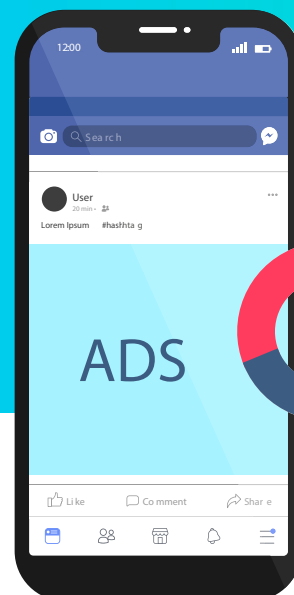 12:00
Search
User
20 min •
Lorem Ipsum #hashtag
ADS
Like Comment Share